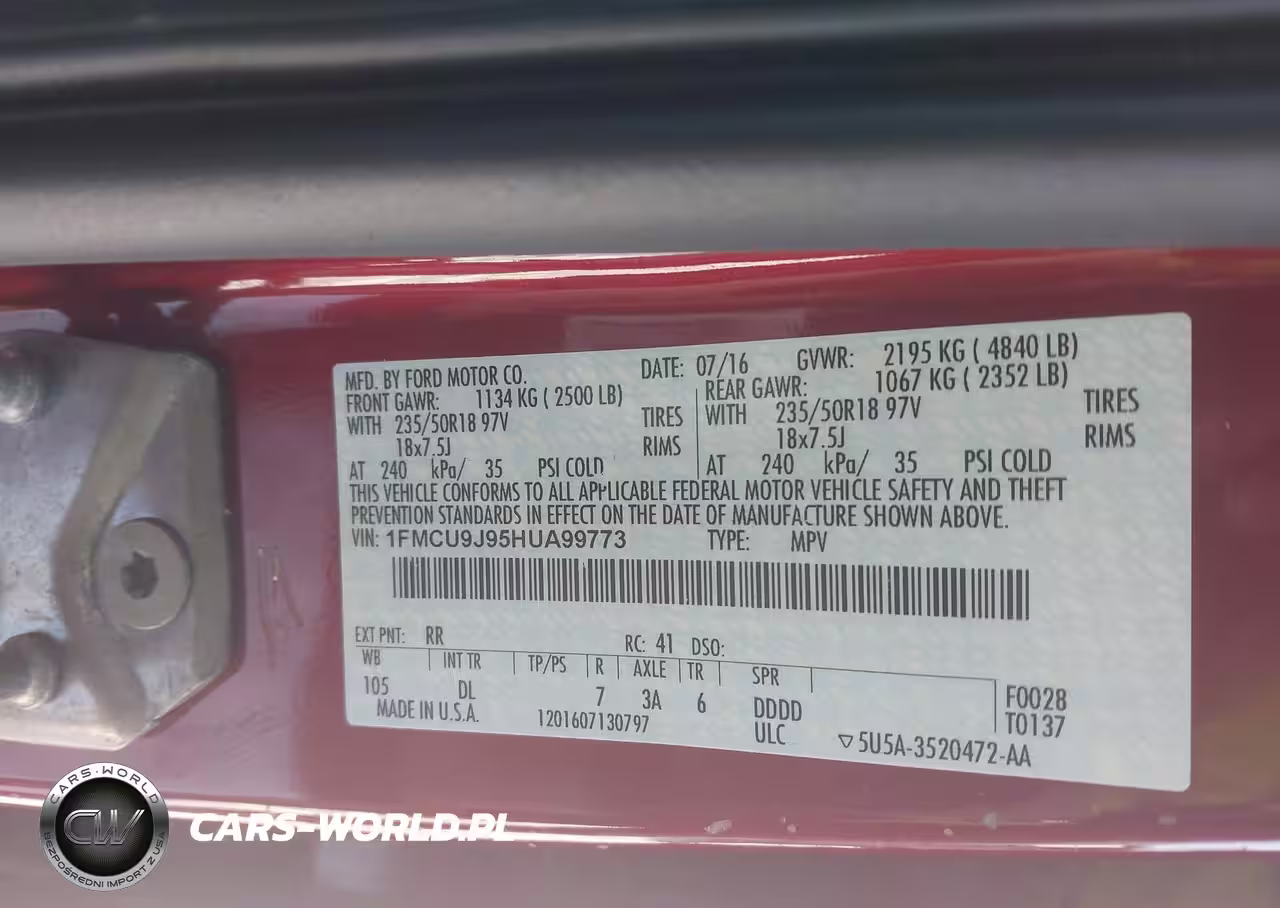 MFD. BY FORD MOTOR CO. DATE: 07/16 GVWR: 2195 KG ( 4840 LB)
FRONT GAWR: 1134 KG ( 2500 LB) REAR GAWR: 1067 KG ( 2352 LB)
WITH 235/50R18 97V TIRES WITH 235/50R18 97V TIRES
18x7.5J RIMS 18x7.5J RIMS
AT 240 kPa/ 35 PSI COLD AT 240 kPa/ 35 PSI COLD
THIS VEHICLE CONFORMS TO ALL APPLICABLE FEDERAL MOTOR VEHICLE SAFETY AND THEFT
PREVENTION STANDARDS IN EFFECT ON THE DATE OF MANUFACTURE SHOWN ABOVE.
VIN: 1FMCU9J95HUA99773 TYPE: MPV
EXT PNT: RR RC: 41 DSO:
WB INT TR TP/PS R AXLE TR SPR
105 DL 7 3A 6 DDDD F0028
MADE IN U.S.A. 1201607130797 ULC T0137
▽5U5A-3520472-AA
CARS-WORLD
CW
BEZPOŚREDNI IMPORT Z USA
CARS-WORLD.PL